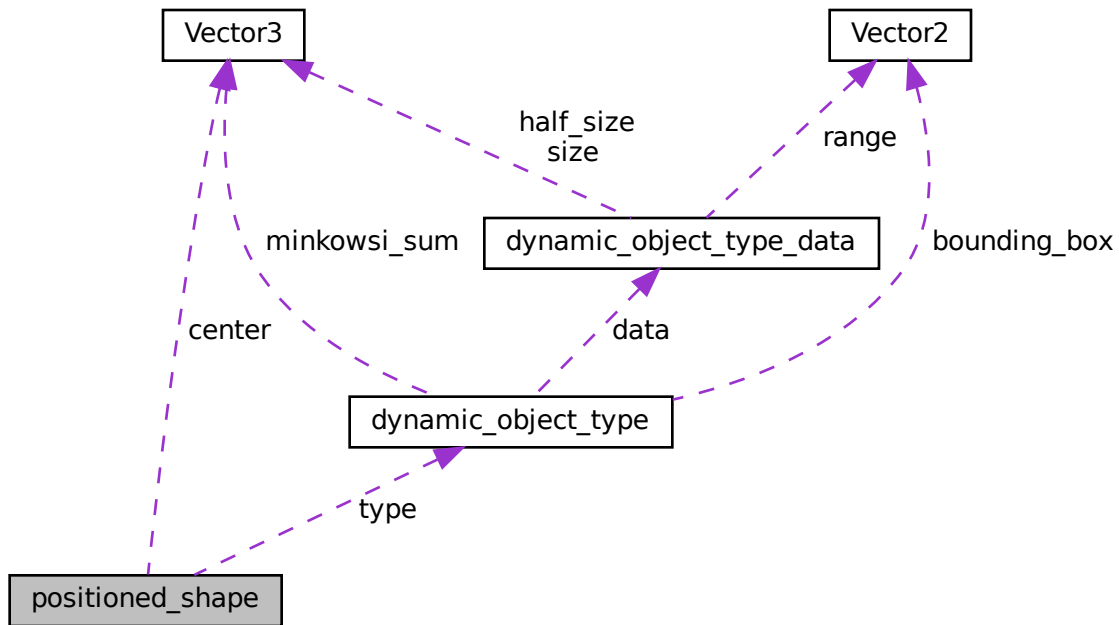 Vector3
Vector2
half_size
size
range
minkowsi_sum
dynamic_object_type_data
bounding_box
center
data
dynamic_object_type
type
positioned_shape